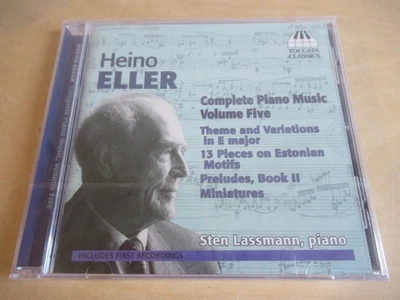 TOCCATA
CLASSICS
Heino
ELLER
Complete Piano Music
Volume Five
Theme and Variations
in E major
13 Pieces on Estonian
Motifs
Preludes, Book II
Miniatures
Sten Lassmann, piano
INCLUDES FIRST RECORDINGS